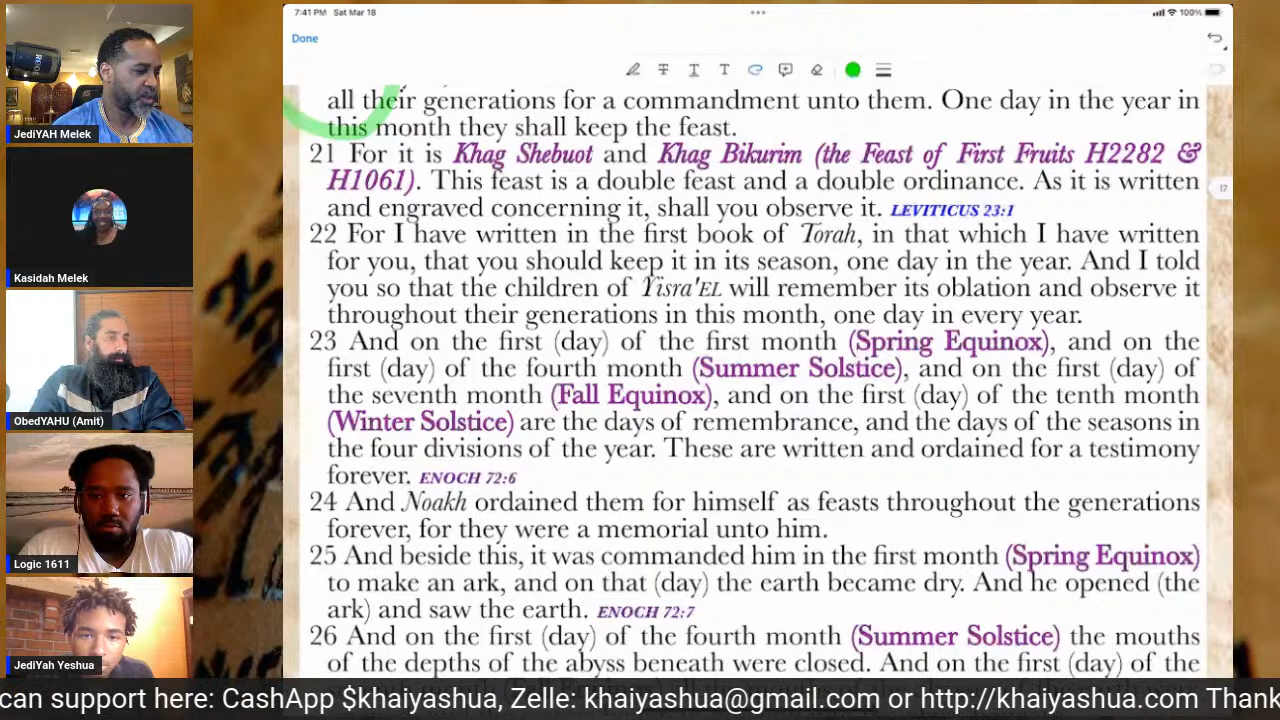 7:41 PM Sat Mar 18
100%
Done
all their generations for a commandment unto them. One day in the year in
this month they shall keep the feast.
21 For it is Khag Shebuot and Khag Bikurim (the Feast of First Fruits H2282 &
H1061). This feast is a double feast and a double ordinance. As it is written
and engraved concerning it, shall you observe it. LEVITICUS 23:1
22 For I have written in the first book of Torah, in that which I have written
for you, that you should keep it in its season, one day in the year. And I told
you so that the children of Yisra'EL will remember its oblation and observe it
throughout their generations in this month, one day in every year.
23 And on the first (day) of the first month (Spring Equinox), and on the
first (day) of the fourth month (Summer Solstice), and on the first (day) of
the seventh month (Fall Equinox), and on the first (day) of the tenth month
(Winter Solstice) are the days of remembrance, and the days of the seasons in
the four divisions of the year. These are written and ordained for a testimony
forever. ENOCH 72:6
24 And Noakh ordained them for himself as feasts throughout the generations
forever, for they were a memorial unto him.
25 And beside this, it was commanded him in the first month (Spring Equinox)
to make an ark, and on that (day) the earth became dry. And he opened (the
ark) and saw the earth. ENOCH 72:7
26 And on the first (day) of the fourth month (Summer Solstice) the mouths
of the depths of the abyss beneath were closed. And on the first (day) of the
17
RODE
JediYAH Melek
Kasidah Melek
ObedYAHU (Amit)
Logic 1611
JediYah Yeshua
can support here: CashApp $khaiyashua, Zelle: khaiyashua@gmail.com or http://khaiyashua.com Thank